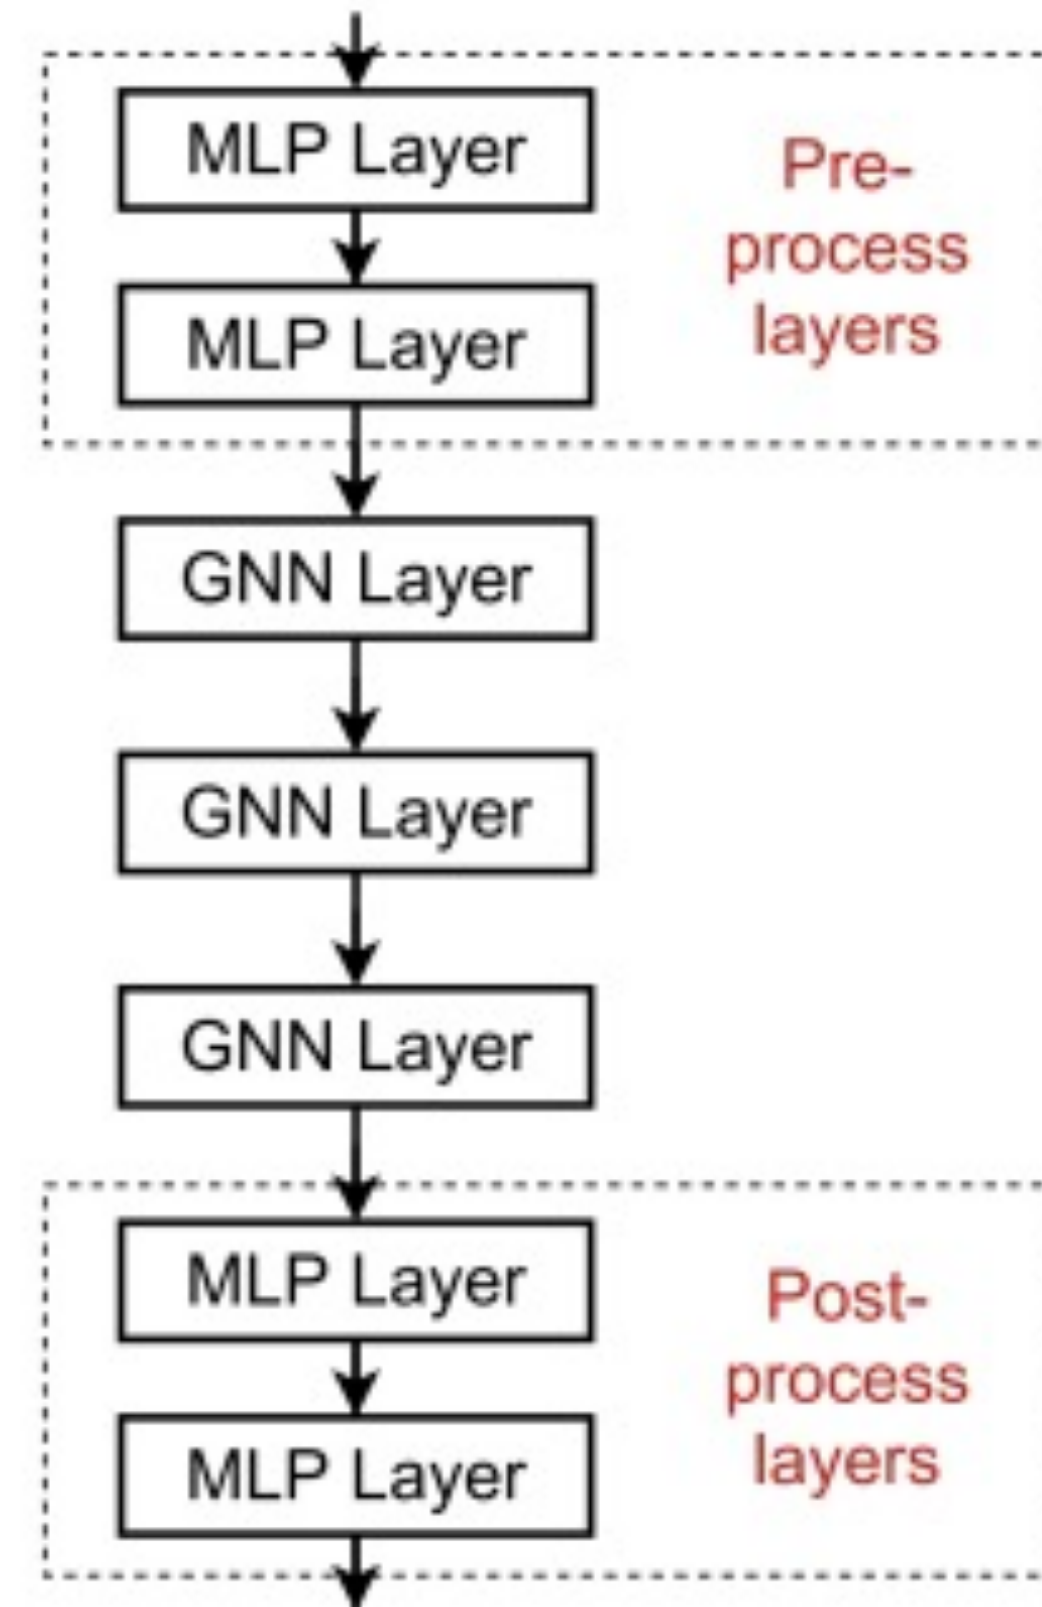 MLP Layer
Pre-
process
layers
MLP Layer
GNN Layer
GNN Layer
GNN Layer
MLP Layer
Post-
process
layers
MLP Layer